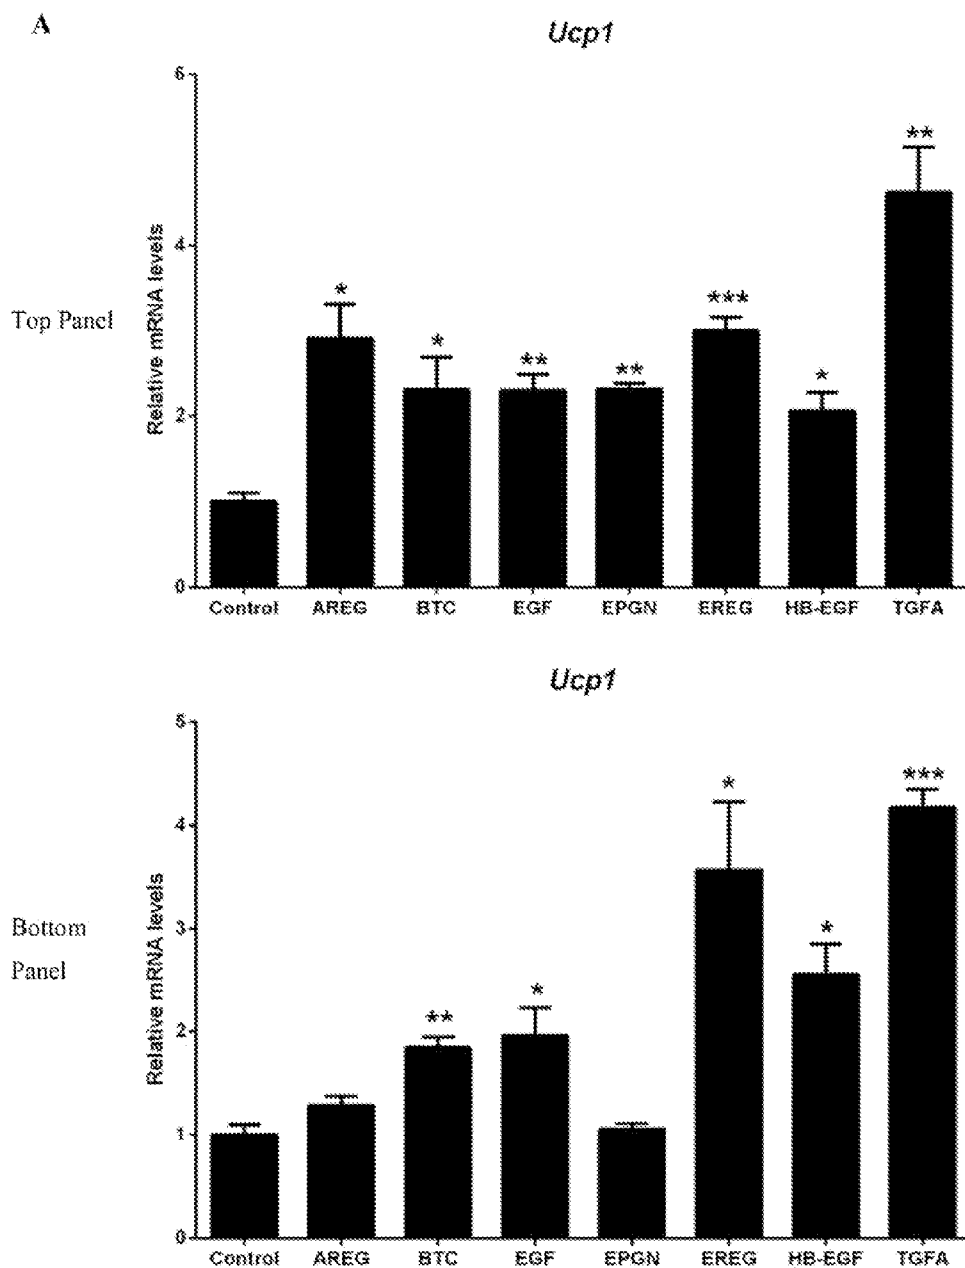 A
Ucp1
6
4
2
0
Relative mRNA levels
Top Panel
*
*
**
**
***
*
**
Control AREG BTC EGF EPGN EREG HB-EGF TGFA
Ucp1
5
4
3
2
1
0
Relative mRNA levels
Bottom
Panel
**
*
*
*
***
Control AREG BTC EGF EPGN EREG HB-EGF TGFA